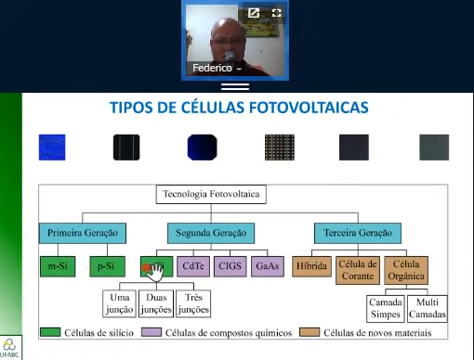 Federico
TIPOS DE CÉLULAS FOTOVOLTAICAS
Tecnologia Fotovoltaica
Primeira Geração
Segunda Geração
Terceira Geração
m-Si
p-Si
CdTe
CIGS
GaAs
Híbrida
Célula de
Corante
Célula
Orgânica
Uma
junção
Duas
junções
Três
junções
Camada
Simpes
Multi
Camadas
Células de silício
Células de compostos químicos
Células de novos materiais
UFABC